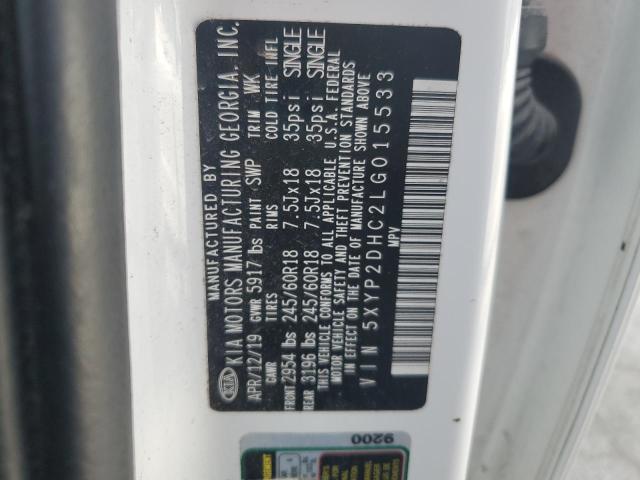 MANUFACTURED BY
KIA KIA MOTORS MANUFACTURING GEORGIA, INC.
APR/12/19 GVWR 5917 lbs PAINT SWP TRIM WK
GAWR TIRES RIMS COLD TIRE INFL
FRONT 2954 lbs 245/60R18 7.5Jx18 35psi SINGLE
REAR 3196 lbs 245/60R18 7.5Jx18 35psi SINGLE
THIS VEHICLE CONFORMS TO ALL APPLICABLE U.S.A. FEDERAL
MOTOR VEHICLE SAFETY AND THEFT PREVENTION STANDARDS
IN EFFECT ON THE DATE OF MANUFACTURE SHOWN ABOVE
VIN 5XYP2DHC2LG015533
MPV
9200